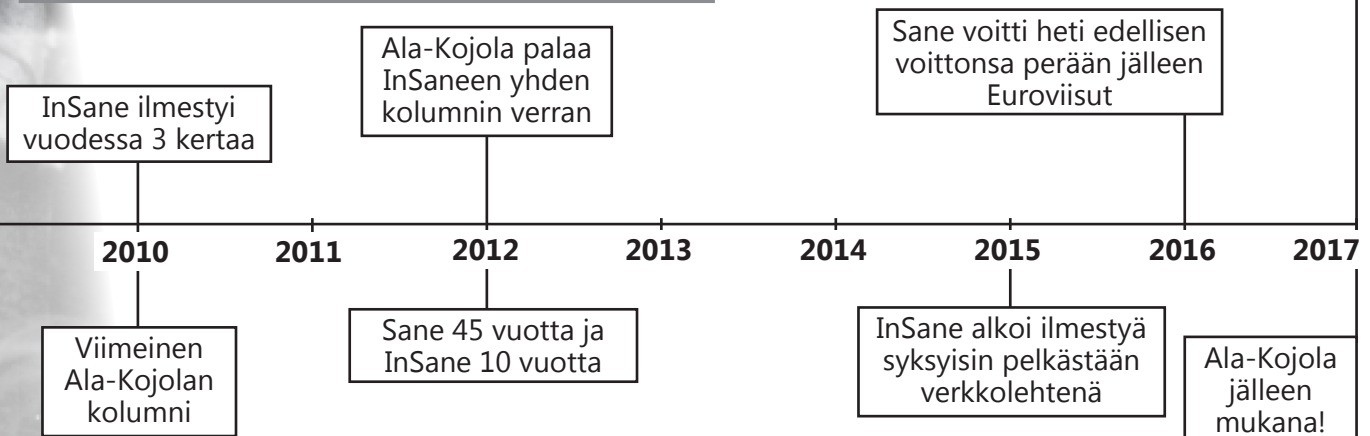 InSane ilmestyi
vuodessa 3 kertaa
Ala-Kojola palaa
InSaneen yhden
kolumnin verran
Sane voitti heti edellisen
voittonsa perään jälleen
Euroviisut
2010 2011 2012 2013 2014 2015 2016 2017
Viimeinen
Ala-Kojolan
kolumni
Sane 45 vuotta ja
InSane 10 vuotta
InSane alkoi ilmestyä
syksyisin pelkästään
verkkolehtenä
Ala-Kojola
jälleen
mukana!